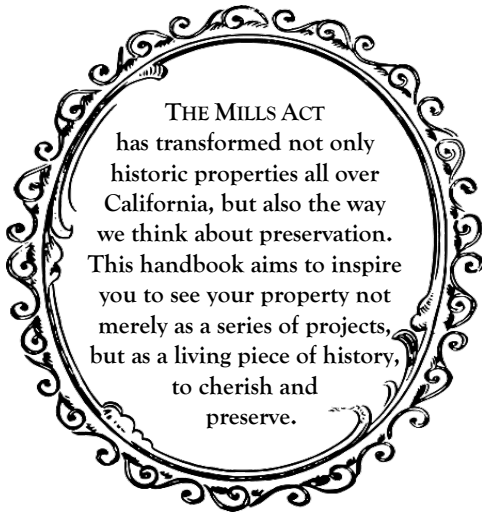 THE MILLS ACT
has transformed not only
historic properties all over
California, but also the way
we think about preservation.
This handbook aims to inspire
you to see your property not
merely as a series of projects,
but as a living piece of history,
to cherish and
preserve.